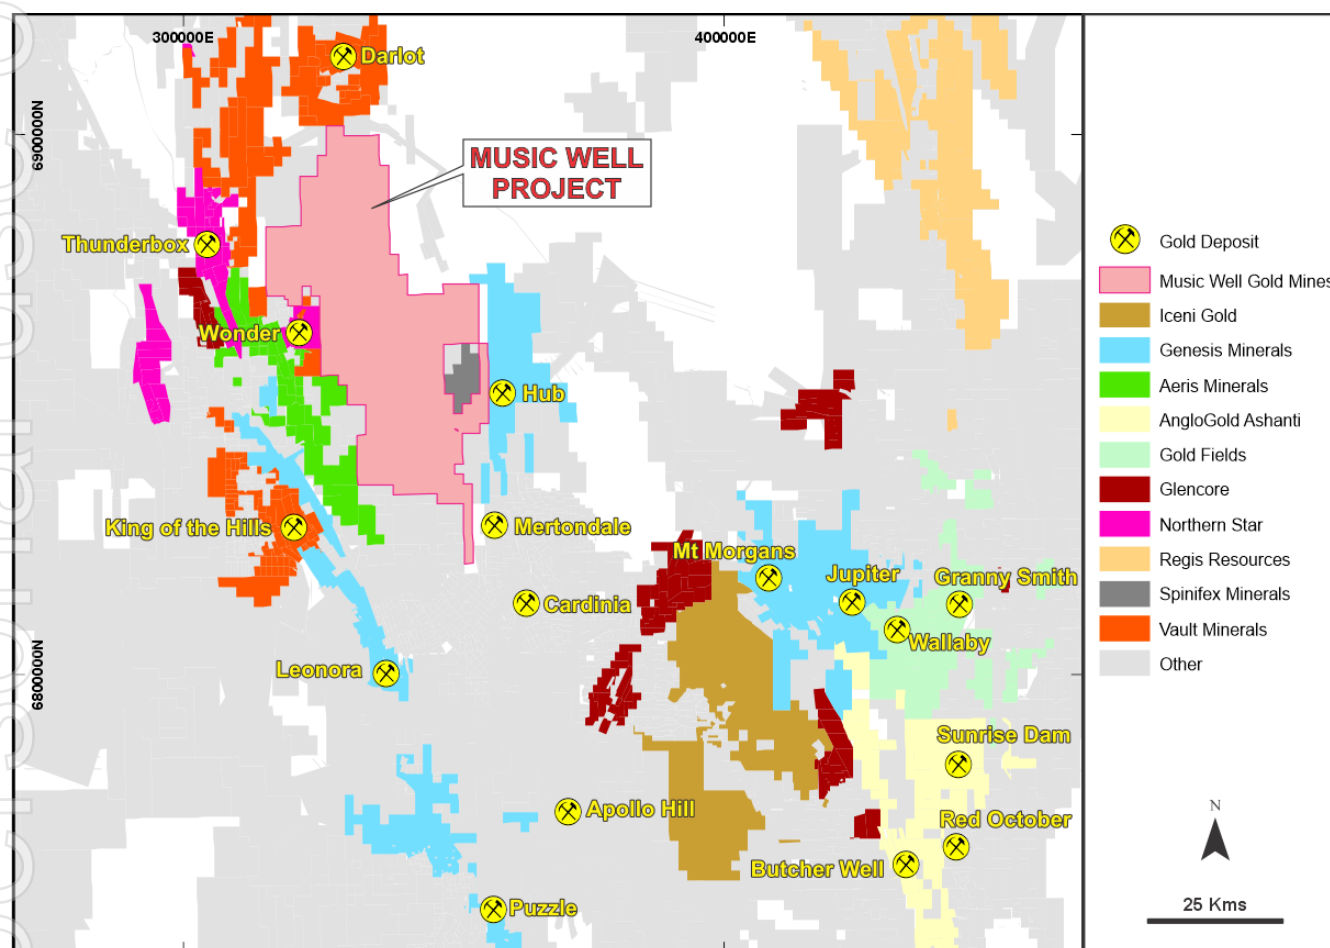 300000E
400000E
6900000N
6800000N
Darlot
MUSIC WELL
PROJECT
Thunderbox
Wonder
Hub
King of the Hills
Mertondale
Mt Morgans
Jupiter
Granny Smith
Cardinia
Wallaby
Leonora
Sunrise Dam
Apollo Hill
Red October
Butcher Well
Puzzle
Gold Deposit
Music Well Gold Mines
Iceni Gold
Genesis Minerals
Aeris Minerals
AngloGold Ashanti
Gold Fields
Glencore
Northern Star
Regis Resources
Spinifex Minerals
Vault Minerals
Other
N
25 Kms